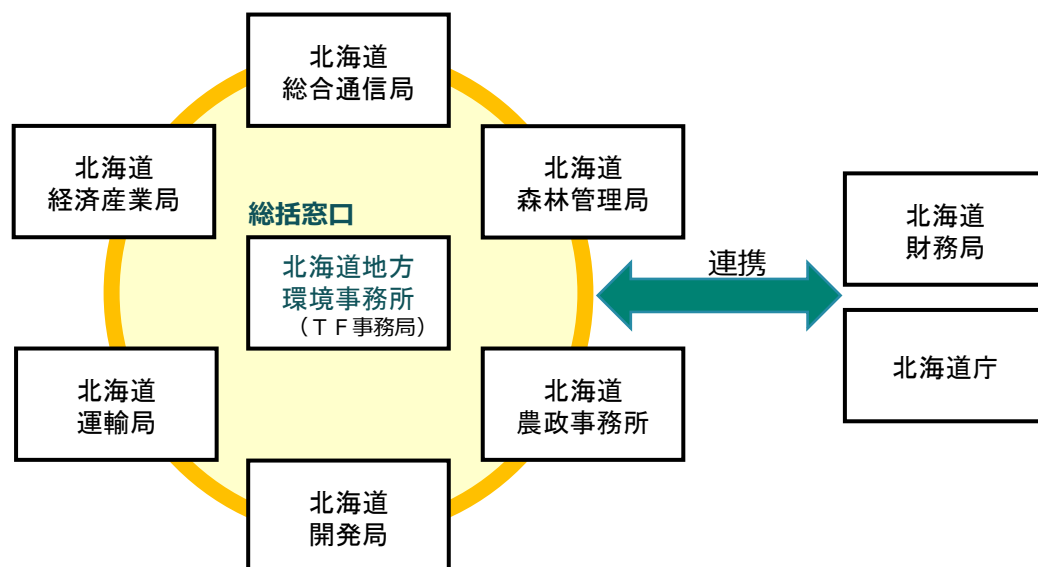 北海道
総合通信局
北海道
経済産業局
北海道
森林管理局
総括窓口
北海道地方
環境事務所
（ＴＦ事務局）
北海道
運輸局
北海道
農政事務所
北海道
開発局
連携
北海道
財務局
北海道庁